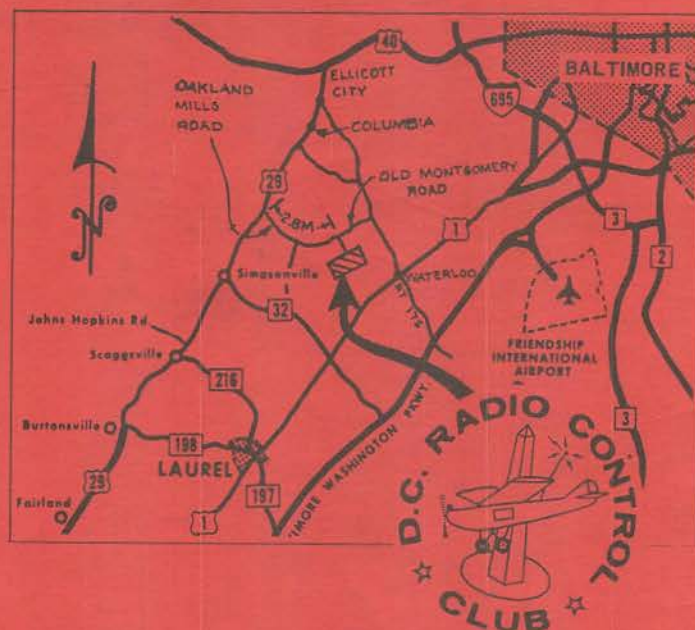 40
ELLICOTT
CITY
BALTIMORE
695
OAKLAND
MILLS
ROAD
COLUMBIA
OLD MONTGOMERY
ROAD
29
2.8M
1
3
2
N
WATERLOO
RT 175
Simpsonville
32
Johns Hopkins Rd.
Scaggsville
216
FRIENDSHIP
INTERNATIONAL
AIRPORT
Burtonsville
198
LAUREL
197
29
Fairland
1
3
TIMORE WASHINGTON PKWY.
D.C. RADIO CONTROL
CLUB